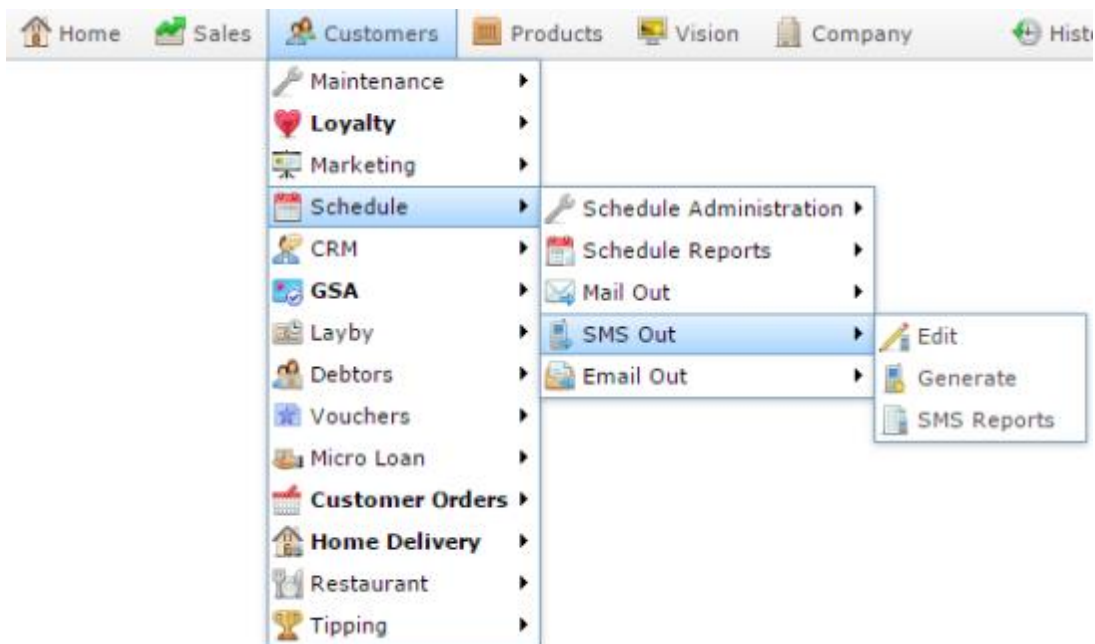 Home Sales Customers Products Vision Company Histo
Maintenance
Loyalty
Marketing
Schedule
CRM
GSA
Layby
Debtors
Vouchers
Micro Loan
Customer Orders
Home Delivery
Restaurant
Tipping
Schedule Administration
Schedule Reports
Mail Out
SMS Out
Email Out
Edit
Generate
SMS Reports